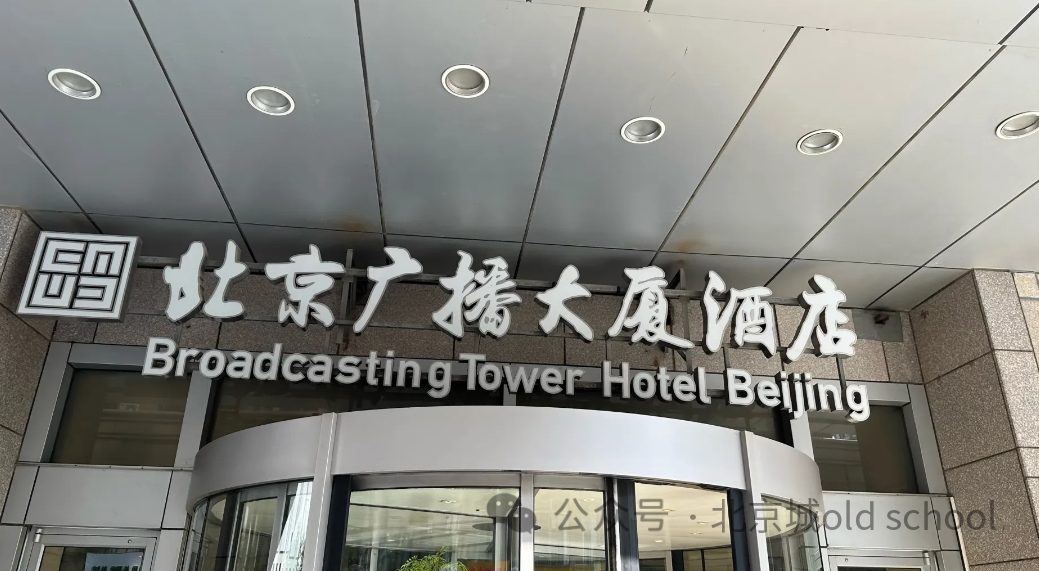 北京广播大厦酒店
Broadcasting Tower Hotel Beijing
公众号 · 北京城old school